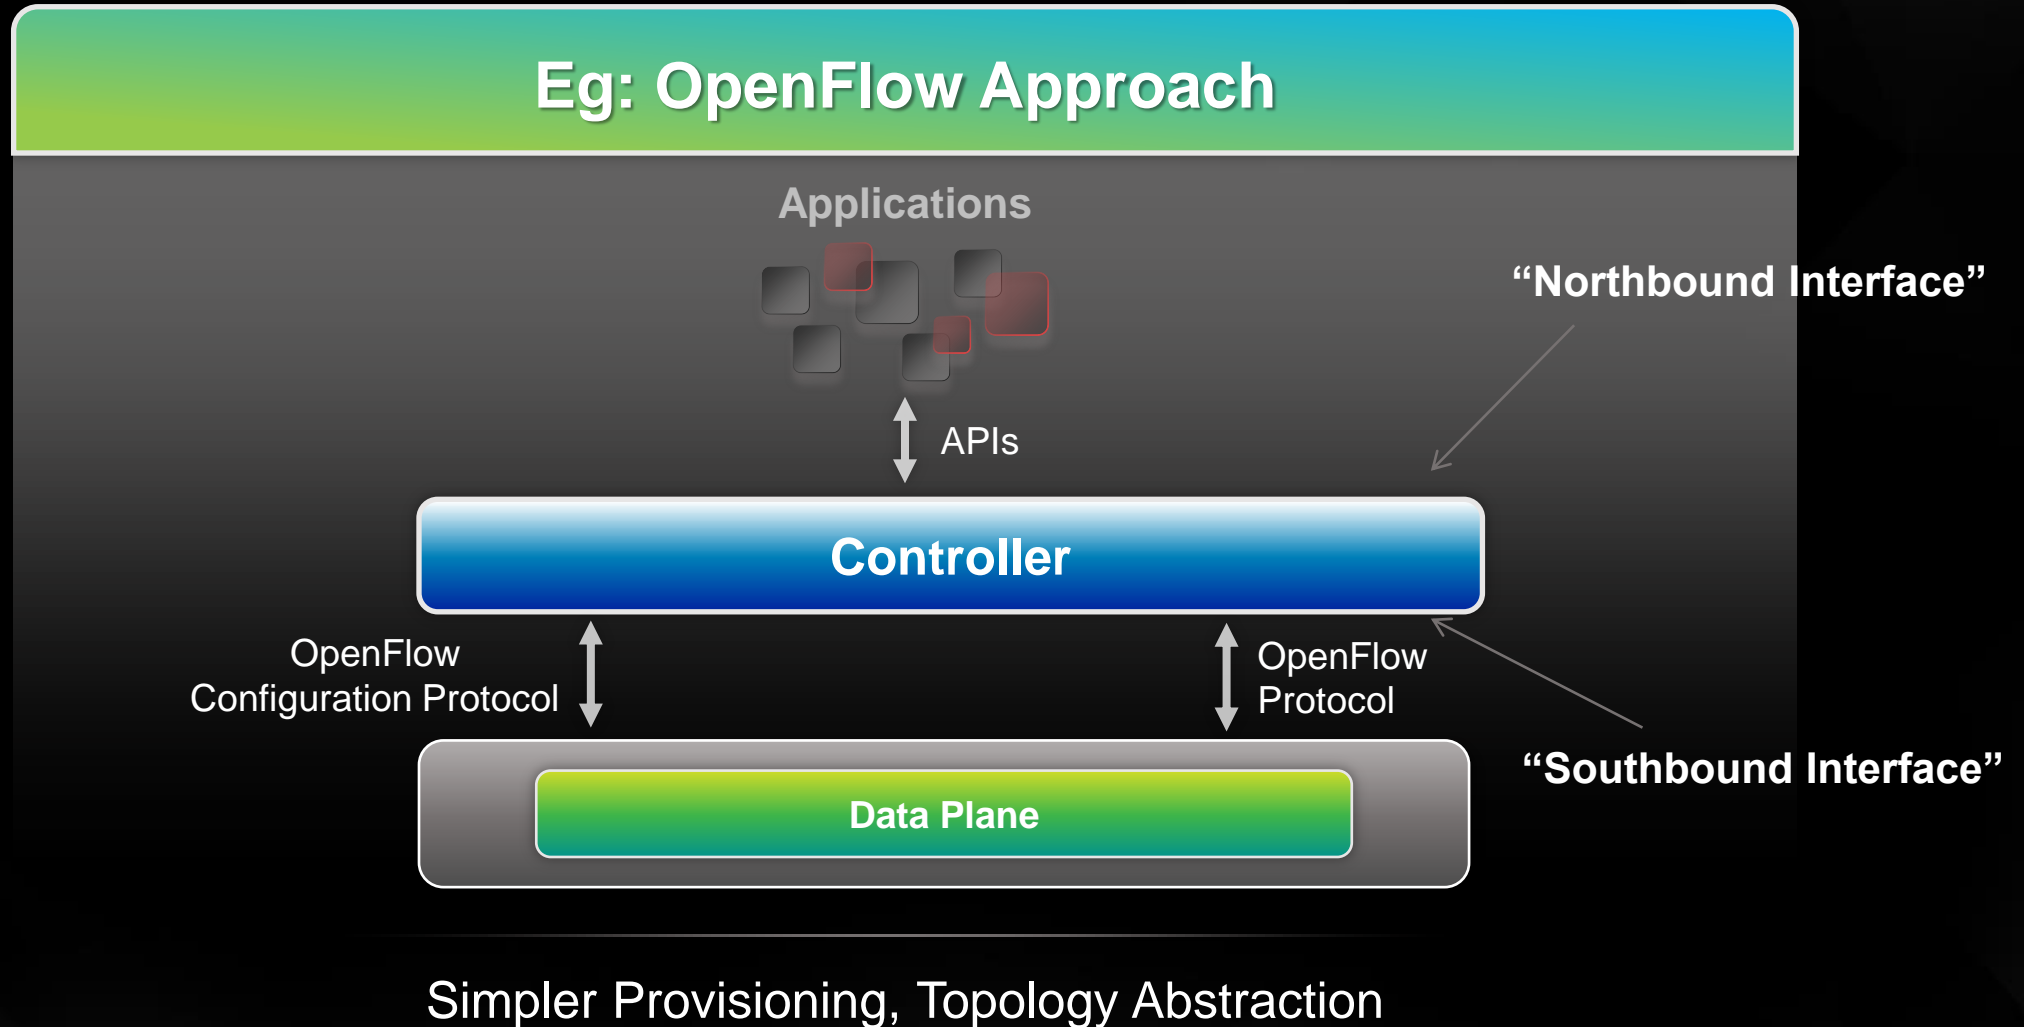 Eg: OpenFlow Approach
Applications
“Northbound Interface”
APIs
Controller
OpenFlow
Configuration Protocol
OpenFlow
Protocol
“Southbound Interface”
Data Plane
Simpler Provisioning, Topology Abstraction